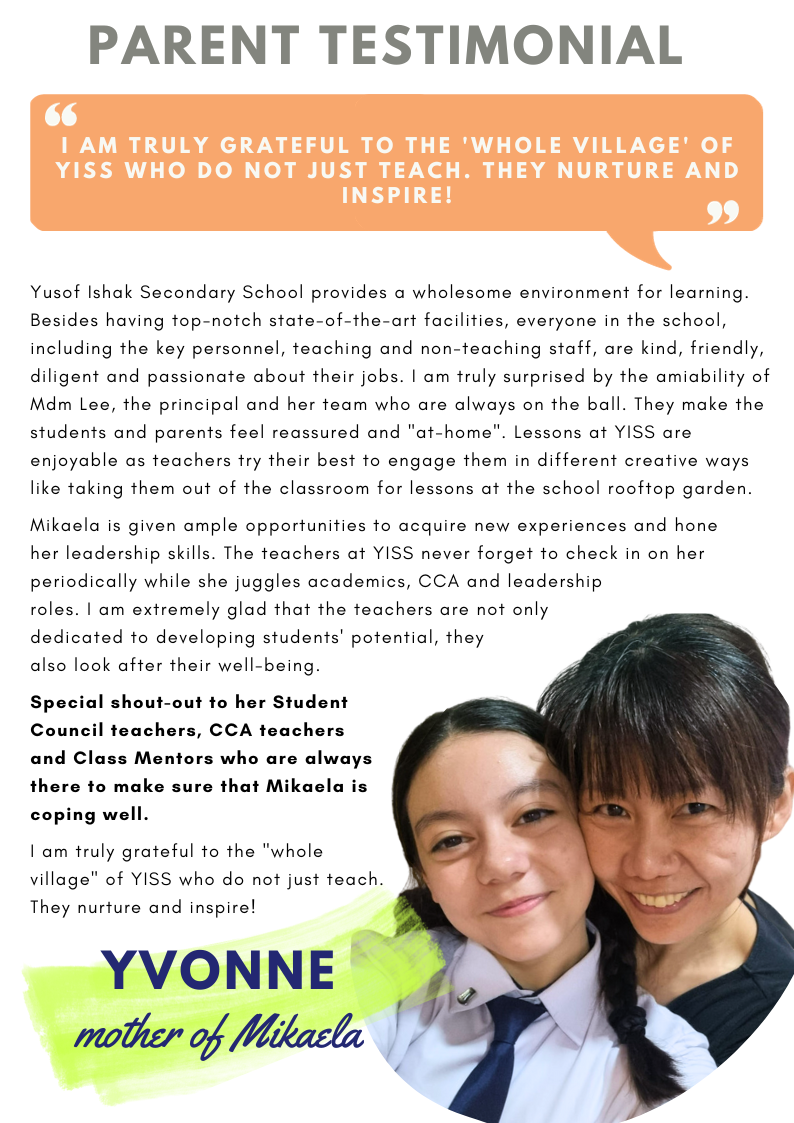 PARENT TESTIMONIAL
“
I AM TRULY GRATEFUL TO THE 'WHOLE VILLAGE' OF
YISS WHO DO NOT JUST TEACH. THEY NURTURE AND
INSPIRE!
”
Yusof Ishak Secondary School provides a wholesome environment for learning.
Besides having top-notch state-of-the-art facilities, everyone in the school,
including the key personnel, teaching and non-teaching staff, are kind, friendly,
diligent and passionate about their jobs. I am truly surprised by the amiability of
Mdm Lee, the principal and her team who are always on the ball. They make the
students and parents feel reassured and "at-home". Lessons at YISS are
enjoyable as teachers try their best to engage them in different creative ways
like taking them out of the classroom for lessons at the school rooftop garden.
Mikaela is given ample opportunities to acquire new experiences and hone
her leadership skills. The teachers at YISS never forget to check in on her
periodically while she juggles academics, CCA and leadership
roles. I am extremely glad that the teachers are not only
dedicated to developing students' potential, they
also look after their well-being.
Special shout-out to her Student
Council teachers, CCA teachers
and Class Mentors who are always
there to make sure that Mikaela is
coping well.
I am truly grateful to the "whole
village" of YISS who do not just teach.
They nurture and inspire!
YVONNE
mother of Mikaela